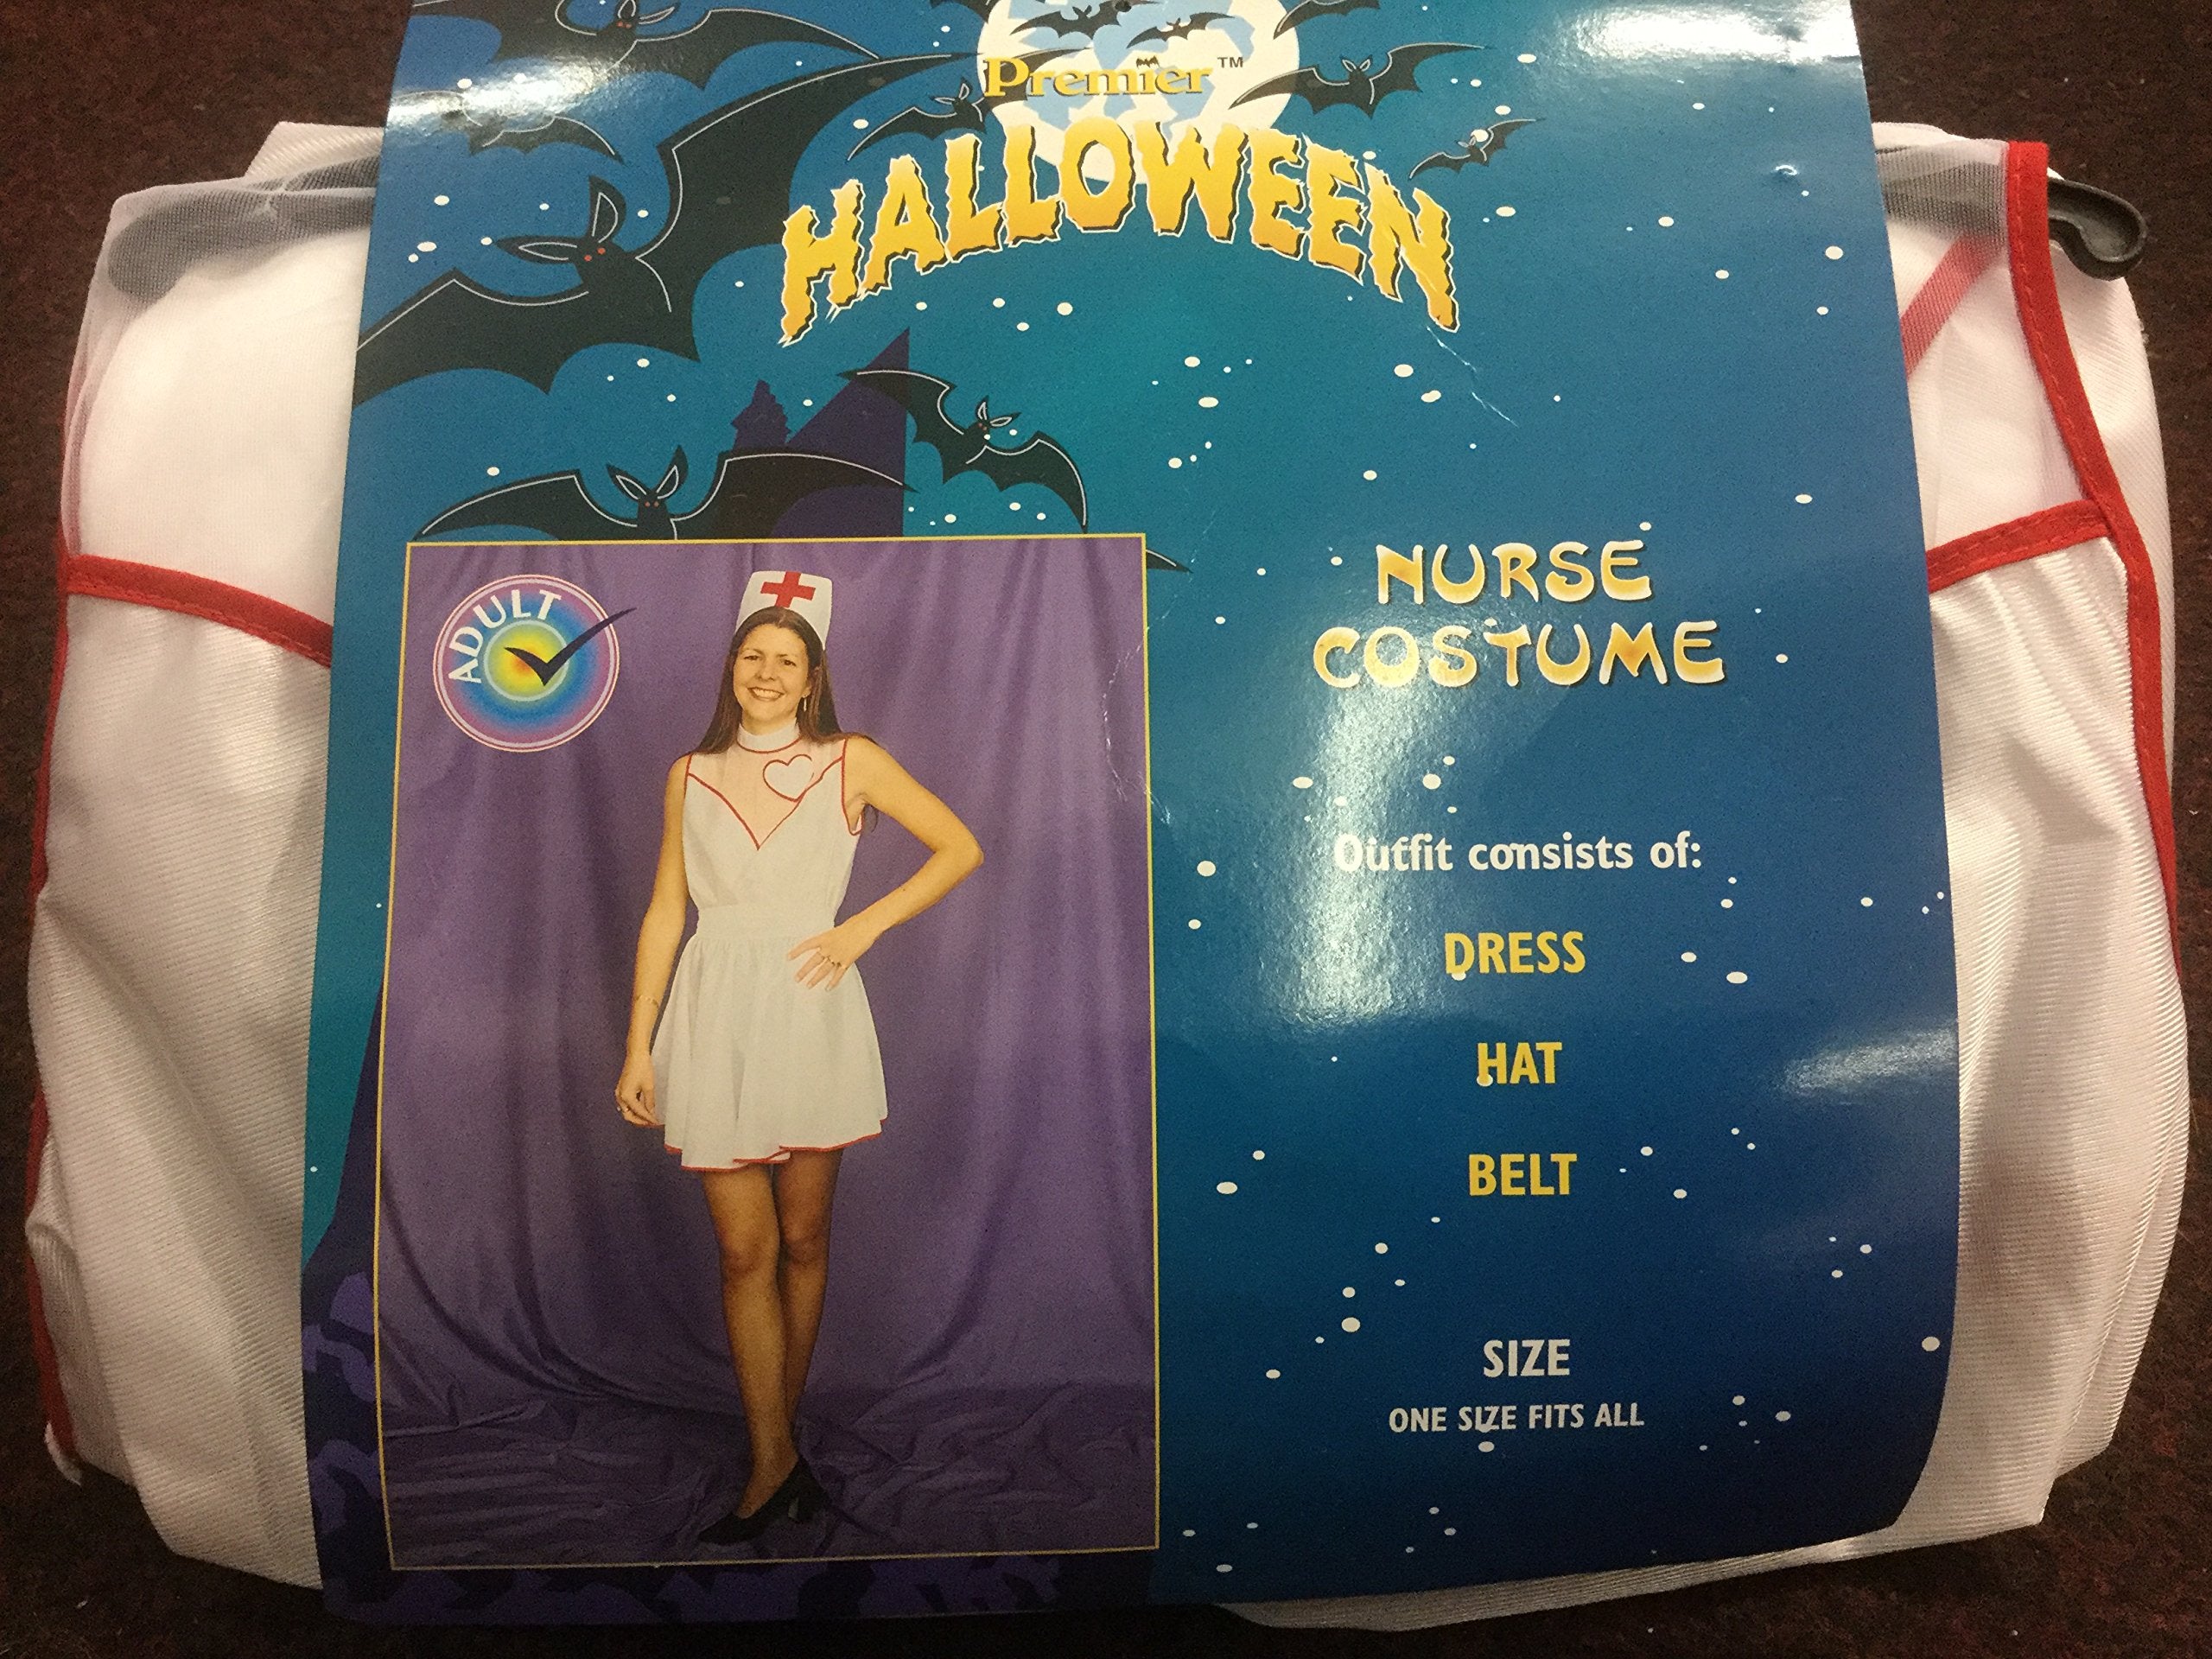 Premier™
HALLOWEEN
ADULT
NURSE
COSTUME
Outfit consists of:
DRESS
HAT
BELT
SIZE
ONE SIZE FITS ALL